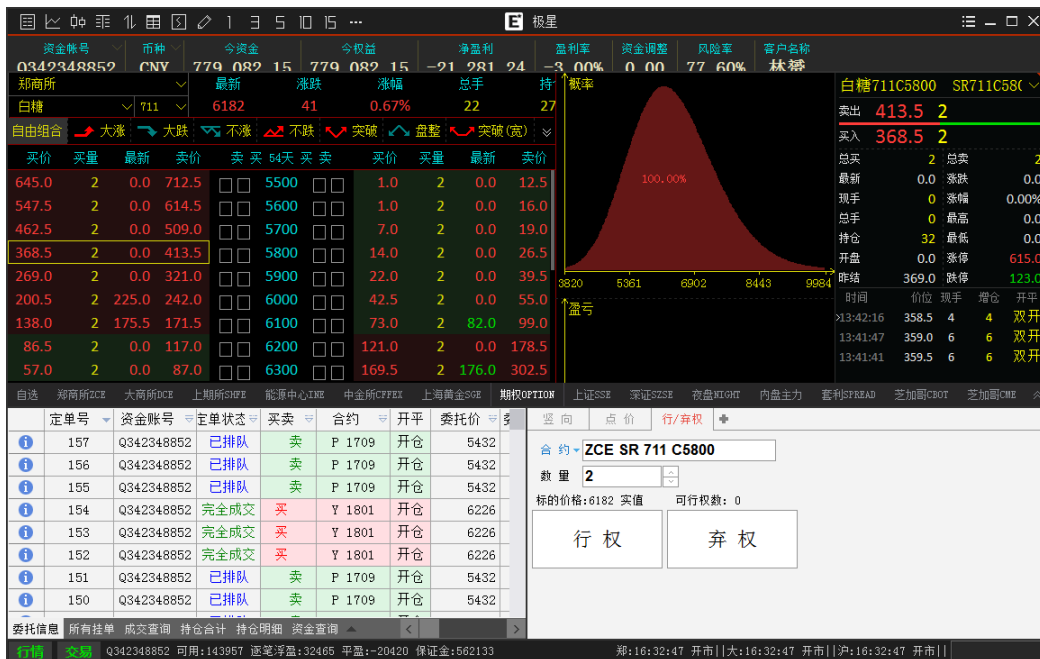 1 3 5 10 15 ··· E 极星
资金帐号 币种 今资金 今权益 净盈利 盈利率 资金调整 风险率 客户名称
Q342348852 CNY 779,082.15 779,082.15 -21,281.24 -3.00% 0.00 77.60%
郑商所 最新 涨跌 涨幅 总手 持
白糖 711 6182 41 0.67% 22 27
自由组合 大涨 大跌 不涨 不跌 突破 盘整 突破(宽)
买价 买量 最新 卖价 卖 买 54天 买 卖 买价 买量 最新 卖价
645.0 2 0.0 712.5 5500 1.0 2 0.0 12.5
547.5 2 0.0 614.5 5600 1.0 2 0.0 16.0
462.5 2 0.0 509.0 5700 7.0 2 0.0 19.0
368.5 2 0.0 413.5 5800 14.0 2 0.0 26.5
269.0 2 0.0 321.0 5900 22.0 2 0.0 39.5
200.5 2 225.0 242.0 6000 42.5 2 0.0 55.0
138.0 2 175.5 171.5 6100 73.0 2 82.0 99.0
86.5 2 0.0 117.0 6200 121.0 2 0.0 178.5
57.0 2 0.0 87.0 6300 169.5 2 176.0 302.5
概率
100.00%
3820 5361 6902 8443 9984
盈亏
白糖711C5800 SR711C580
卖出 413.5 2
买入 368.5 2
总买 2 总卖 2
最新 0.0 涨跌 0.0
现手 0 涨幅 0.00%
总手 0 最高 0.0
持仓 32 最低 0.0
开盘 0.0 涨停 615.0
昨结 369.0 跌停 123.0
时间 价位 现手 增仓 开平
13:42:16 358.5 4 4 双开
13:41:47 359.0 6 6 双开
13:41:41 359.5 6 6 双开
自选 郑商所ZCE 大商所DCE 上期所SHFE 能源中心INE 中金所CFFEX 上海黄金SGE 期权OPTION 上证SSE 深证SZSE 夜盘NIGHT 内盘主力 套利SPREAD 芝加哥CBOT 芝加哥CME
定单号 资金账号 定单状态 买卖 合约 开平 委托价
157 Q342348852 已排队 卖 P 1709 开仓 5432
156 Q342348852 已排队 卖 P 1709 开仓 5432
155 Q342348852 已排队 卖 P 1709 开仓 5432
154 Q342348852 完全成交 买 Y 1801 开仓 6226
153 Q342348852 完全成交 买 Y 1801 开仓 6226
152 Q342348852 完全成交 买 Y 1801 开仓 6226
151 Q342348852 已排队 卖 P 1709 开仓 5432
150 Q342348852 已排队 卖 P 1709 开仓 5432
委托信息 所有挂单 成交查询 持仓合计 持仓明细 资金查询
竖向 点价 行/弃权
合约 ZCE SR 711 C5800
数量 2
标的价格:6182 实值 可行权数: 0
行 权 弃 权
行情 交易 Q342348852 可用:143957 逐笔浮盈:32465 平盈:-20420 保证金:562133 郑:16:32:47 开市||大:16:32:47 开市||沪:16:32:47 开市||